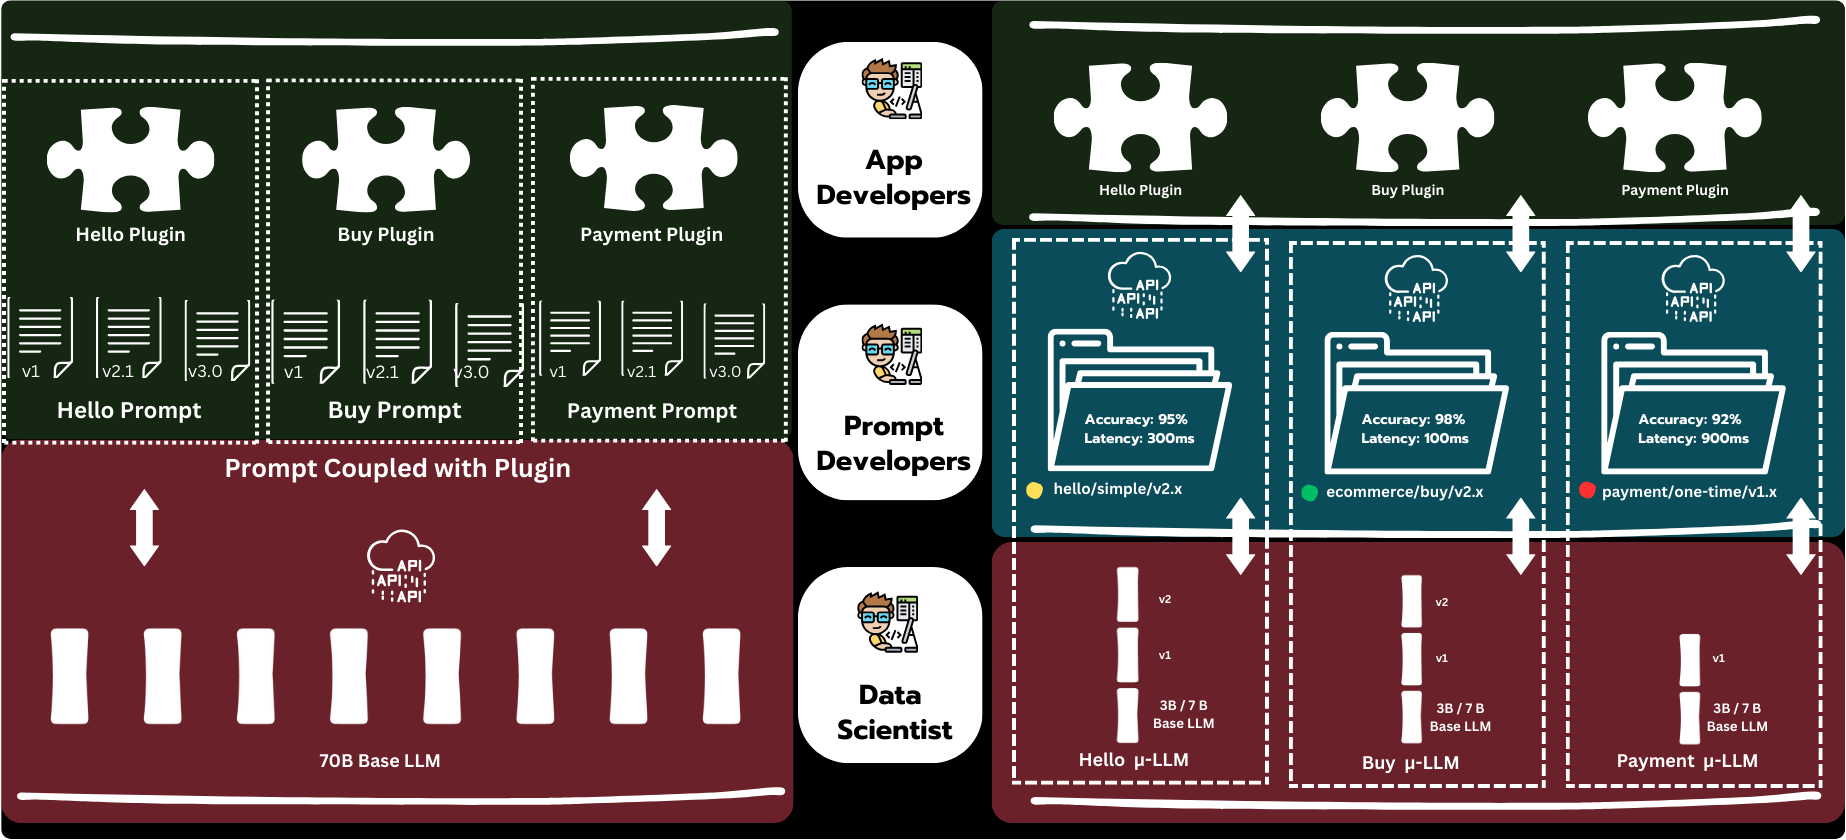 Hello Plugin
Buy Plugin
Payment Plugin
v1
v2.1
v3.0
v1
v2.1
v3.0
v1
v2.1
v3.0
Hello Prompt
Buy Prompt
Payment Prompt
Prompt Coupled with Plugin
API
API
API
70B Base LLM
</>
App
Developers
</>
Prompt
Developers
</>
Data
Scientist
Hello Plugin
Buy Plugin
Payment Plugin
API
API
API
Accuracy: 95%
Latency: 300ms
hello/simple/v2.x
API
API
API
Accuracy: 98%
Latency: 100ms
ecommerce/buy/v2.x
API
API
API
Accuracy: 92%
Latency: 900ms
payment/one-time/v1.x
v2
v1
3B / 7 B
Base LLM
Hello µ-LLM
v2
v1
3B / 7 B
Base LLM
Buy µ-LLM
v1
3B / 7 B
Base LLM
Payment µ-LLM